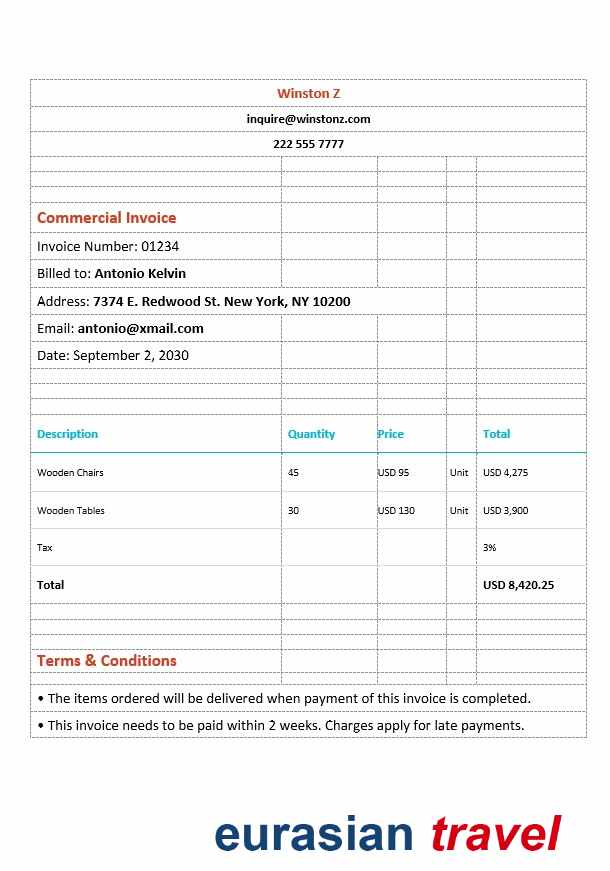 Winston Z
inquire@winstonz.com
222 555 7777
Commercial Invoice
Invoice Number: 01234
Billed to: Antonio Kelvin
Address: 7374 E. Redwood St. New York, NY 10200
Email: antonio@xmail.com
Date: September 2, 2030
Description Quantity Price Total
Wooden Chairs 45 USD 95 Unit USD 4,275
Wooden Tables 30 USD 130 Unit USD 3,900
Tax 3%
Total USD 8,420.25
Terms & Conditions
• The items ordered will be delivered when payment of this invoice is completed.
• This invoice needs to be paid within 2 weeks. Charges apply for late payments.
eurasian travel